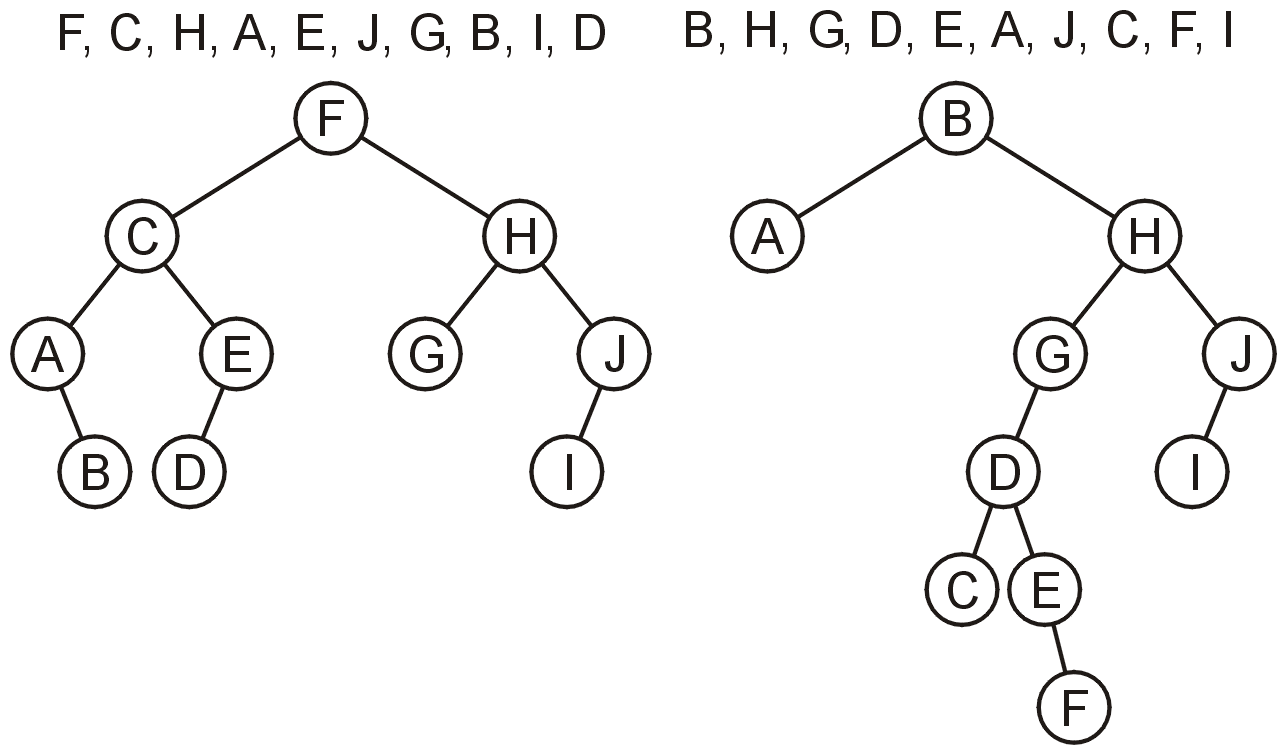 F, C, H, A, E, J, G, B, I, D
B, H, G, D, E, A, J, C, F, I
F
C H
A E G J
B D I
B
A H
G J
D I
C E
F